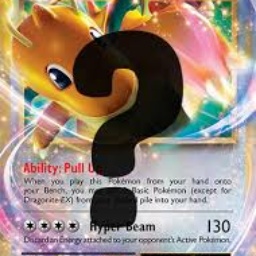 Ability: Pull Up
When you play this Pokémon from your hand onto
your Bench, you m Basic Pokémon (except for
Dragonite-EX) from pile into your hand.
Hyper Beam 130
Discard an Energy attached to your opponent's Active Pokémon.